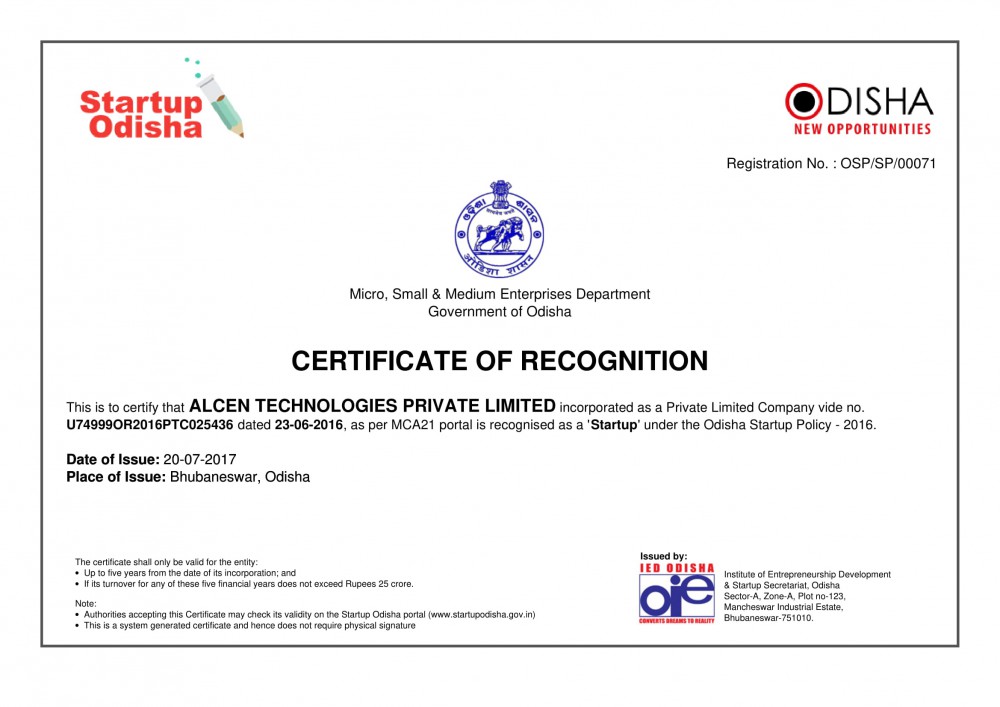 Startup
Odisha
ODISHA
NEW OPPORTUNITIES
Registration No. : OSP/SP/00071
ଓଡ଼ିଶା ଶାସନ
सत्यमेव जयते
ओडिशा शासन
Micro, Small & Medium Enterprises Department
Government of Odisha
CERTIFICATE OF RECOGNITION
This is to certify that ALCEN TECHNOLOGIES PRIVATE LIMITED incorporated as a Private Limited Company vide no.
U74999OR2016PTC025436 dated 23-06-2016, as per MCA21 portal is recognised as a 'Startup' under the Odisha Startup Policy - 2016.
Date of Issue: 20-07-2017
Place of Issue: Bhubaneswar, Odisha
The certificate shall only be valid for the entity:
• Up to five years from the date of its incorporation; and
• If its turnover for any of these five financial years does not exceed Rupees 25 crore.
Note:
• Authorities accepting this Certificate may check its validity on the Startup Odisha portal (www.startupodisha.gov.in)
• This is a system generated certificate and hence does not require physical signature
Issued by:
IED ODISHA
oie
CONVERTS DREAMS TO REALITY
Institute of Entrepreneurship Development
& Startup Secretariat, Odisha
Sector-A, Zone-A, Plot no-123,
Mancheswar Industrial Estate,
Bhubaneswar-751010.